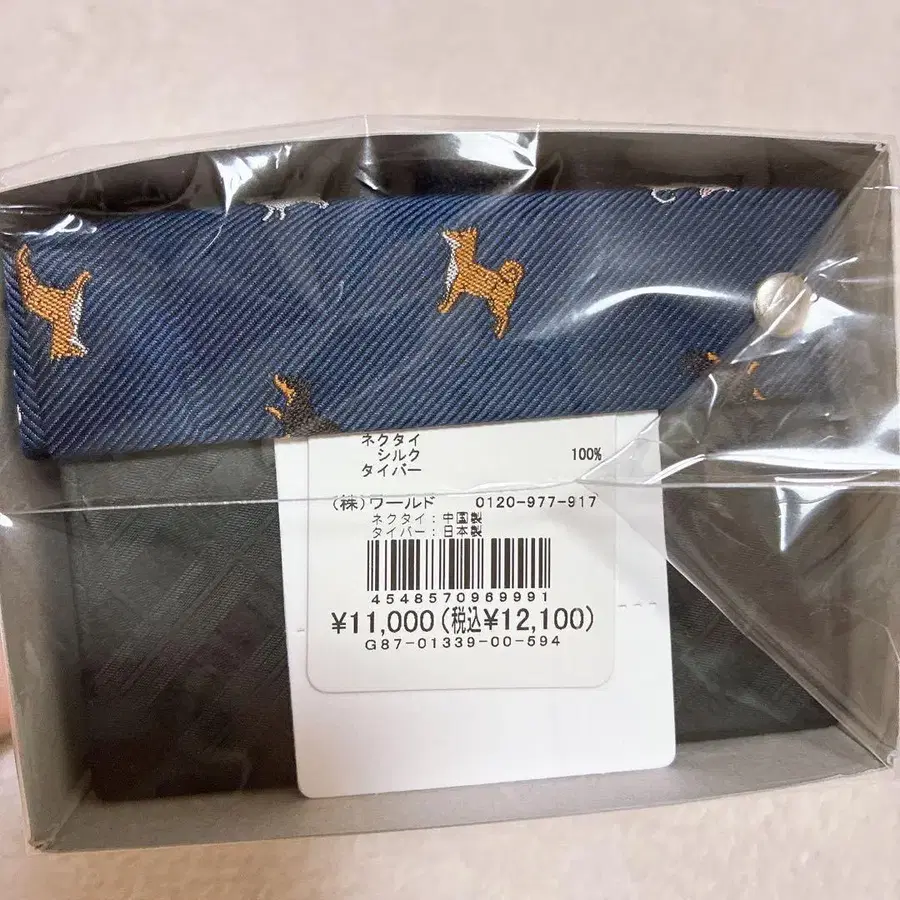 ネクタイ
シルク 100%
タイバー
(株)ワールド 0120-977-917
ネクタイ:中国製
タイバー:日本製
4548570969991
¥11,000(税込¥12,100)
G87-01339-00-594